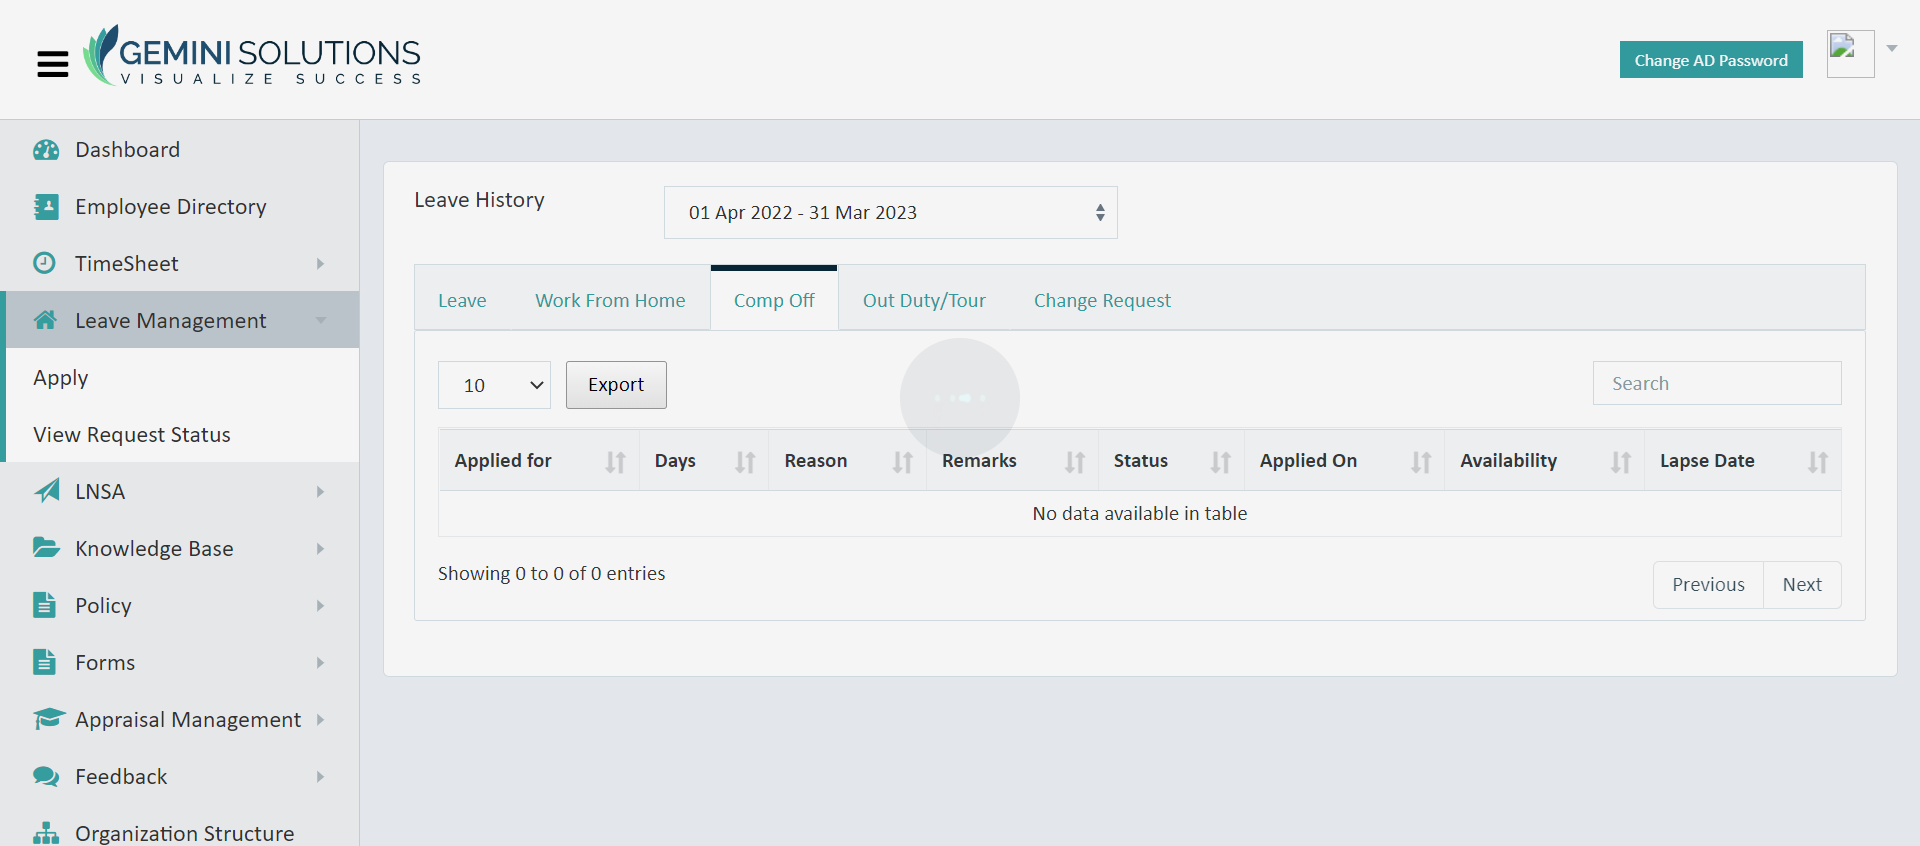 GEMINI SOLUTIONS
VISUALIZE SUCCESS
Change AD Password
Dashboard
Employee Directory
TimeSheet
Leave Management
Apply
View Request Status
LNSA
Knowledge Base
Policy
Forms
Appraisal Management
Feedback
Organization Structure
Leave History
01 Apr 2022 - 31 Mar 2023
Leave Work From Home Comp Off Out Duty/Tour Change Request
10 Export Search
Applied for Days Reason Remarks Status Applied On Availability Lapse Date
No data available in table
Showing 0 to 0 of 0 entries
Previous Next